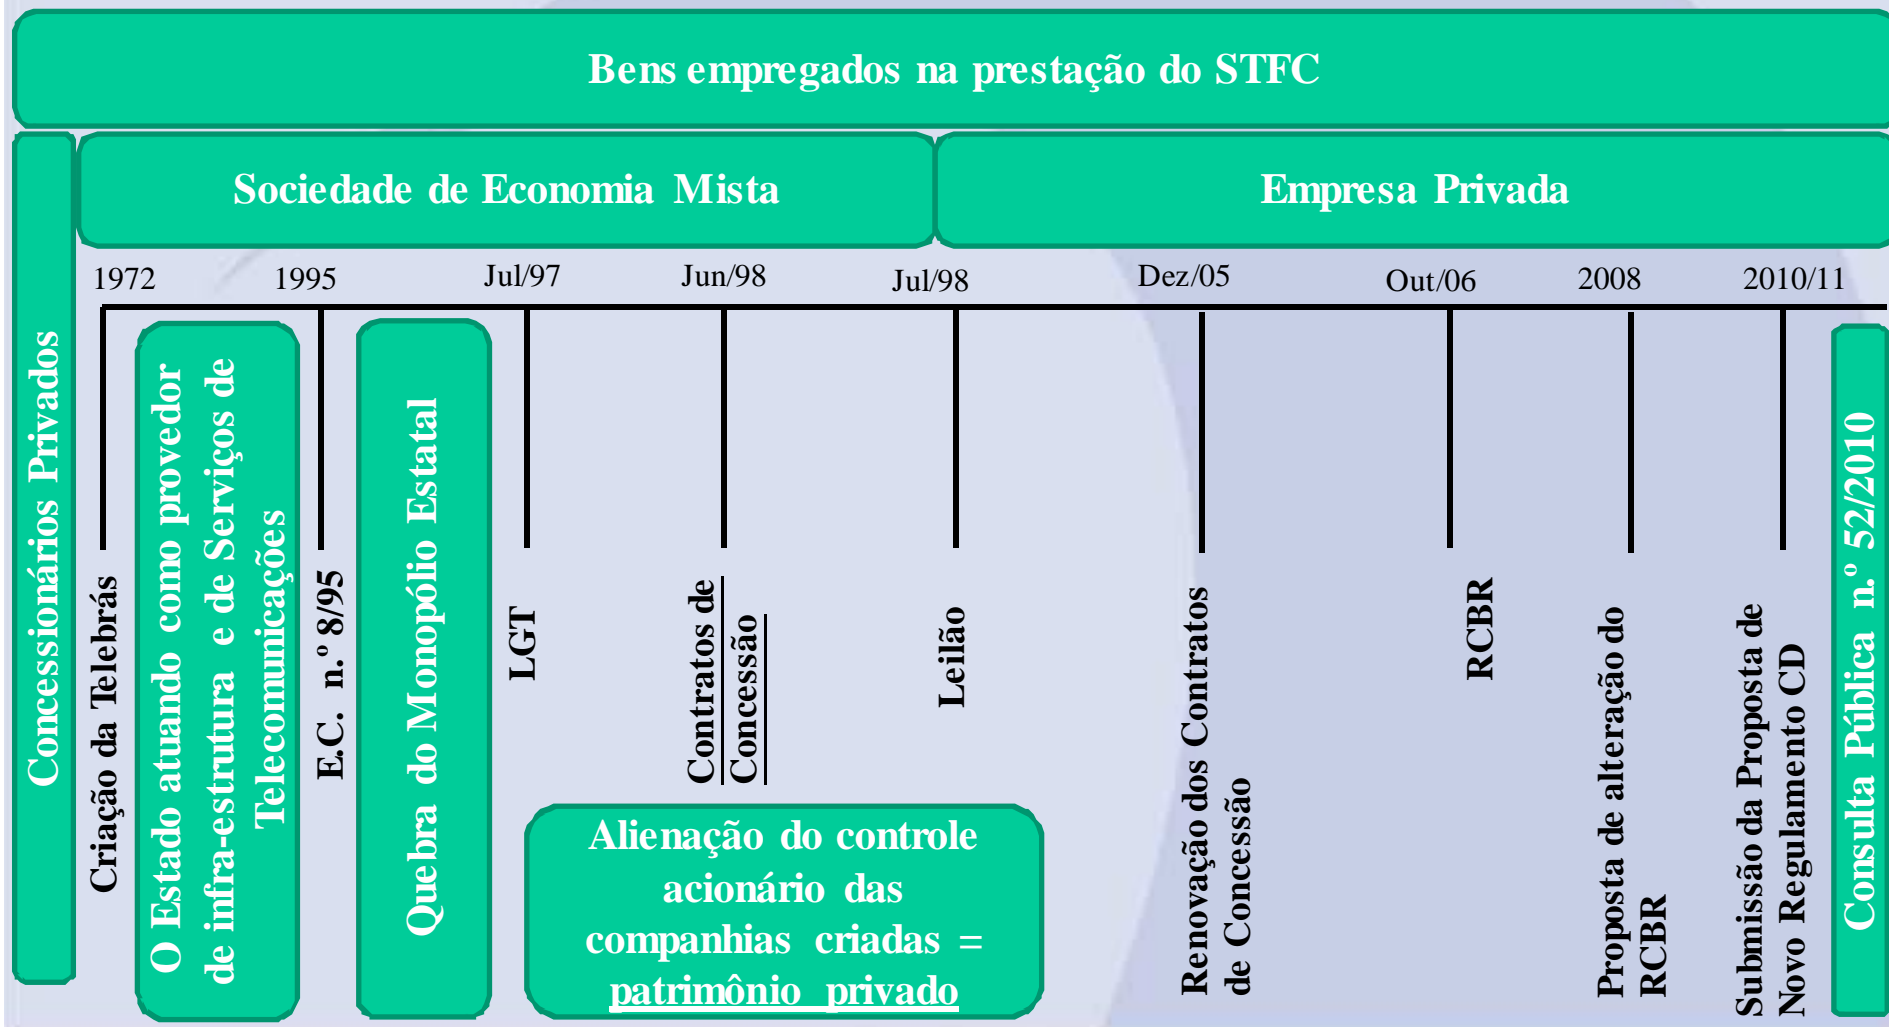 Bens empregados na prestação do STFC
Concessionários Privados
Sociedade de Economia Mista
Empresa Privada
1972
1995
Jul/97
Jun/98
Jul/98
Dez/05
Out/06
2008
2010/11
Criação da Telebrás
O Estado atuando como provedor
de infra-estrutura e de Serviços de
Telecomunicações
E.C. n.º 8/95
Quebra do Monopólio Estatal
LGT
Contratos de
Concessão
Leilão
Alienação do controle
acionário das
companhias criadas =
patrimônio privado
Renovação dos Contratos
de Concessão
RCBR
Proposta de alteração do
RCBR
Submissão da Proposta de
Novo Regulamento CD
Consulta Pública n.º 52/2010